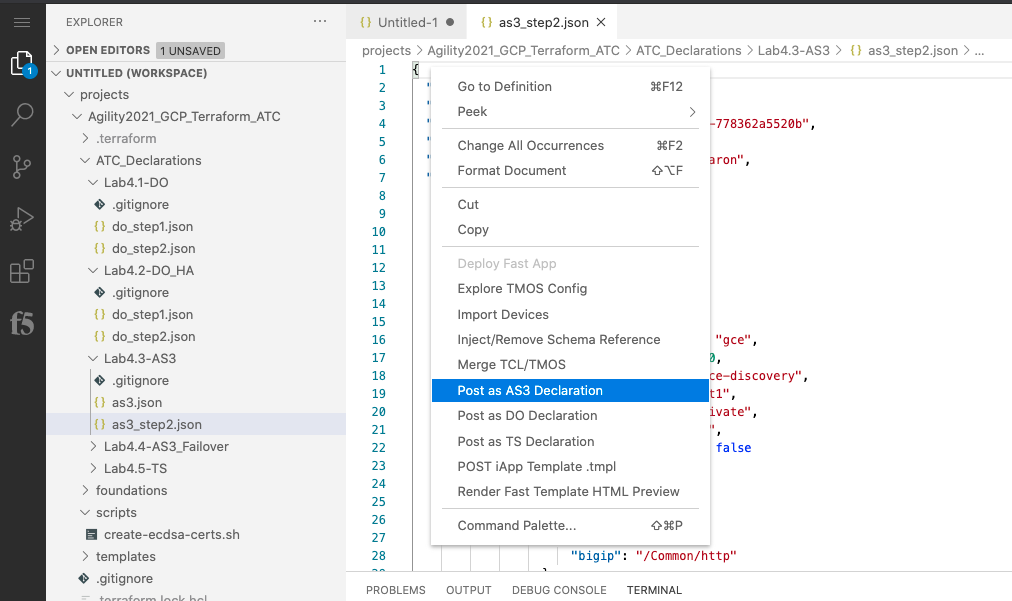 EXPLORER
OPEN EDITORS 1 UNSAVED
UNTITLED (WORKSPACE)
projects
Agility2021_GCP_Terraform_ATC
.terraform
ATC_Declarations
Lab4.1-DO
.gitignore
do_step1.json
do_step2.json
Lab4.2-DO_HA
.gitignore
do_step1.json
do_step2.json
Lab4.3-AS3
.gitignore
as3.json
as3_step2.json
Lab4.4-AS3_Failover
Lab4.5-TS
foundations
scripts
create-ecdsa-certs.sh
templates
.gitignore
.terraform.lock.hcl
1
f5
{} Untitled-1 ●
{} as3_step2.json ×
projects > Agility2021_GCP_Terraform_ATC > ATC_Declarations > Lab4.3-AS3 > {} as3_step2.json > ...
1 {
2 "
3 "
4 " -778362a5520b",
5 "
6 " aron",
7 "
8
9
10
11
12
13
14
15
16 "gce",
17 0,
18 ce-discovery",
19 t1",
20 ivate",
21 ",
22 false
23
24
25
26
27
28 "bigip": "/Common/http"
Go to Definition ⌘F12
Peek >
Change All Occurrences ⌘F2
Format Document ⇧⌥F
Cut
Copy
Deploy Fast App
Explore TMOS Config
Import Devices
Inject/Remove Schema Reference
Merge TCL/TMOS
Post as AS3 Declaration
Post as DO Declaration
Post as TS Declaration
POST iApp Template .tmpl
Render Fast Template HTML Preview
Command Palette... ⇧⌘P
PROBLEMS OUTPUT DEBUG CONSOLE TERMINAL